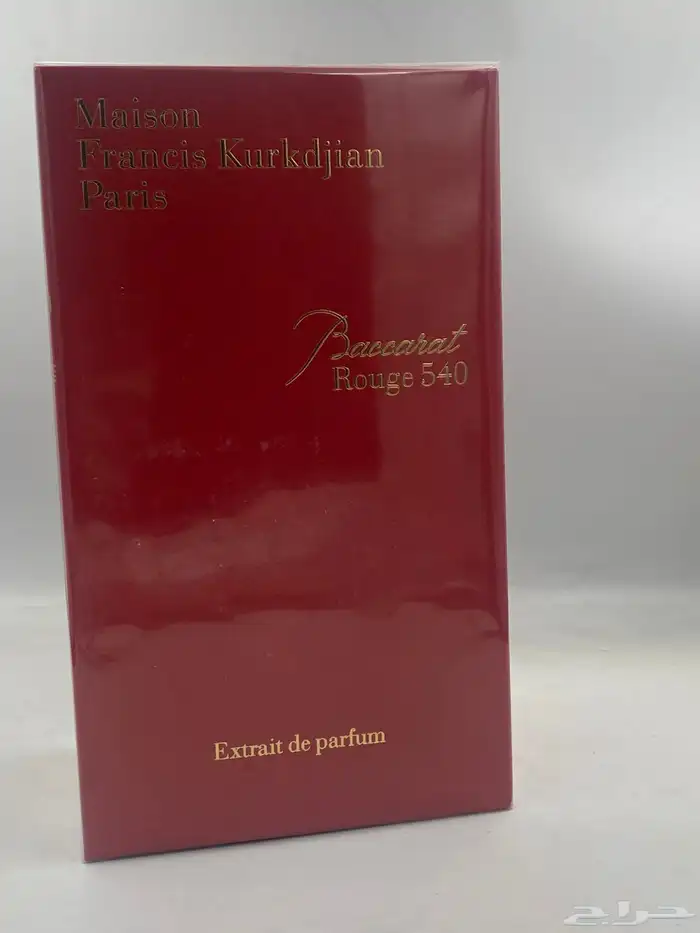 Maison
Francis Kurkdjian
Paris
Baccarat
Rouge 540
Extrait de parfum
حراج